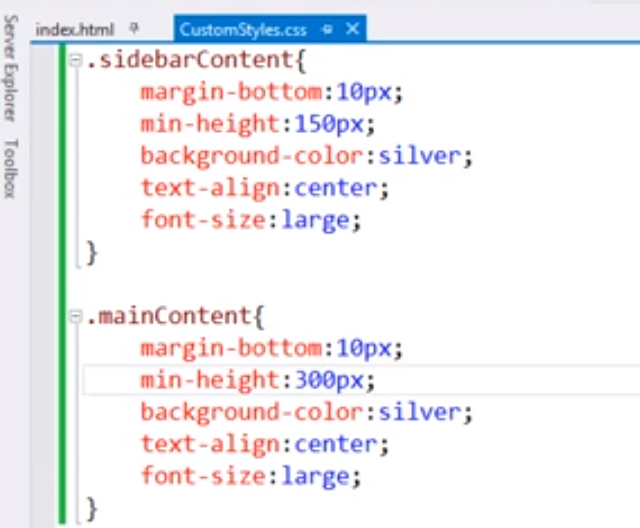 index.html CustomStyles.css
Server Explorer
Toolbox
.sidebarContent{
margin-bottom:10px;
min-height:150px;
background-color:silver;
text-align:center;
font-size:large;
}
.mainContent{
margin-bottom:10px;
min-height:300px;
background-color:silver;
text-align:center;
font-size:large;
}